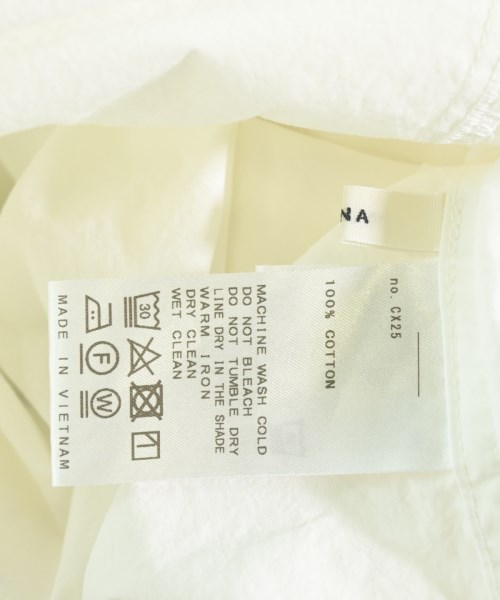 NA
no. CX25
100% COTTON
MACHINE WASH COLD
DO NOT BLEACH
DO NOT TUMBLE DRY
LINE DRY IN THE SHADE
WARM IRON
DRY CLEAN
WET CLEAN
30
F W
MADE IN VIETNAM